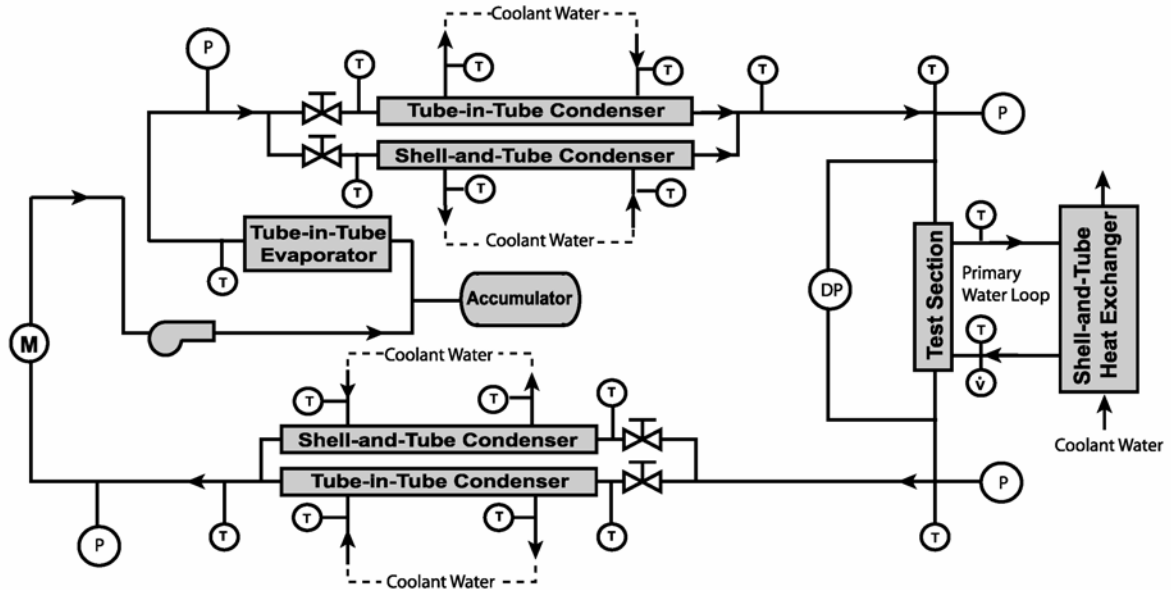 Coolant Water
P
T
T
T
T
T
Tube-in-Tube Condenser
P
Shell-and-Tube Condenser
T
T
T
Coolant Water
Tube-in-Tube
Evaporator
T
T
Accumulator
DP
Test Section
Primary
Water Loop
Shell-and-Tube
Heat Exchanger
T
V̇
M
Coolant Water
T
T
T
Shell-and-Tube Condenser
Coolant Water
Tube-in-Tube Condenser
P
P
T
T
T
T
T
Coolant Water